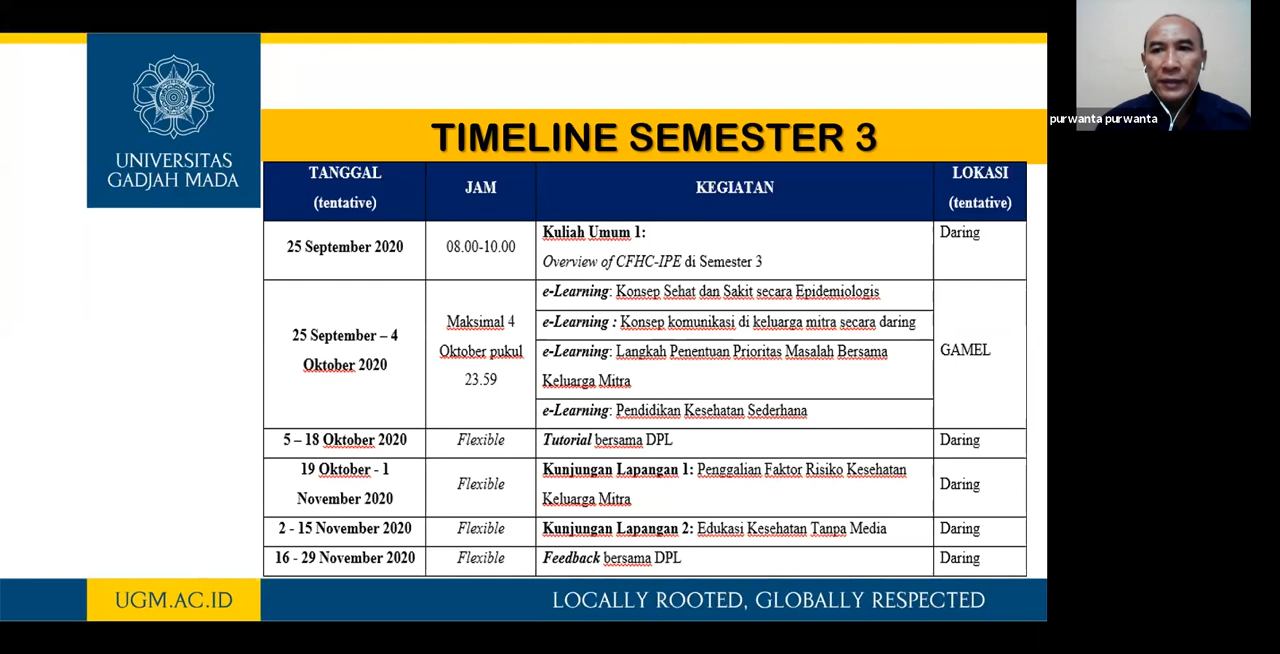 UNIVERSITAS
GADJAH MADA
purwanta purwanta
TIMELINE SEMESTER 3
TANGGAL
(tentative)
JAM
KEGIATAN
LOKASI
(tentative)
25 September 2020
08.00-10.00
Kuliah Umum 1:
Overview of CFHC-IPE di Semester 3
Daring
25 September – 4
Oktober 2020
Maksimal 4
Oktober pukul
23.59
e-Learning: Konsep Sehat dan Sakit secara Epidemiologis
e-Learning : Konsep komunikasi di keluarga mitra secara daring
e-Learning: Langkah Penentuan Prioritas Masalah Bersama
Keluarga Mitra
e-Learning: Pendidikan Kesehatan Sederhana
GAMEL
5 – 18 Oktober 2020
Flexible
Tutorial bersama DPL
Daring
19 Oktober - 1
November 2020
Flexible
Kunjungan Lapangan 1: Penggalian Faktor Risiko Kesehatan
Keluarga Mitra
Daring
2 - 15 November 2020
Flexible
Kunjungan Lapangan 2: Edukasi Kesehatan Tanpa Media
Daring
16 - 29 November 2020
Flexible
Feedback bersama DPL
Daring
UGM.AC.ID
LOCALLY ROOTED, GLOBALLY RESPECTED